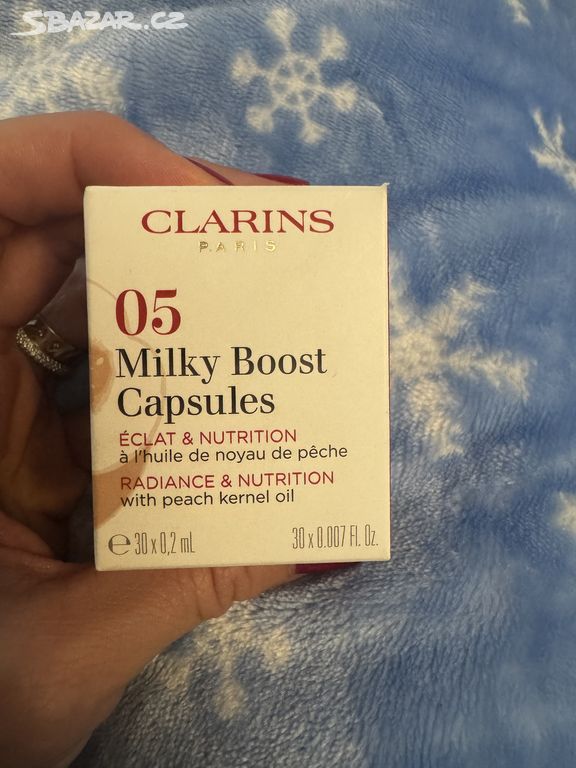 SBAZAR.CZ
CLARINS
PARIS
05
Milky Boost
Capsules
ÉCLAT & NUTRITION
à l'huile de noyau de pêche
RADIANCE & NUTRITION
with peach kernel oil
℮ 30 x 0,2 mL 30 x 0.007 Fl. Oz.